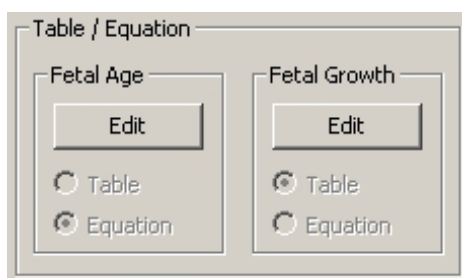 Table / Equation
Fetal Age
Edit
Table
Equation
Fetal Growth
Edit
Table
Equation